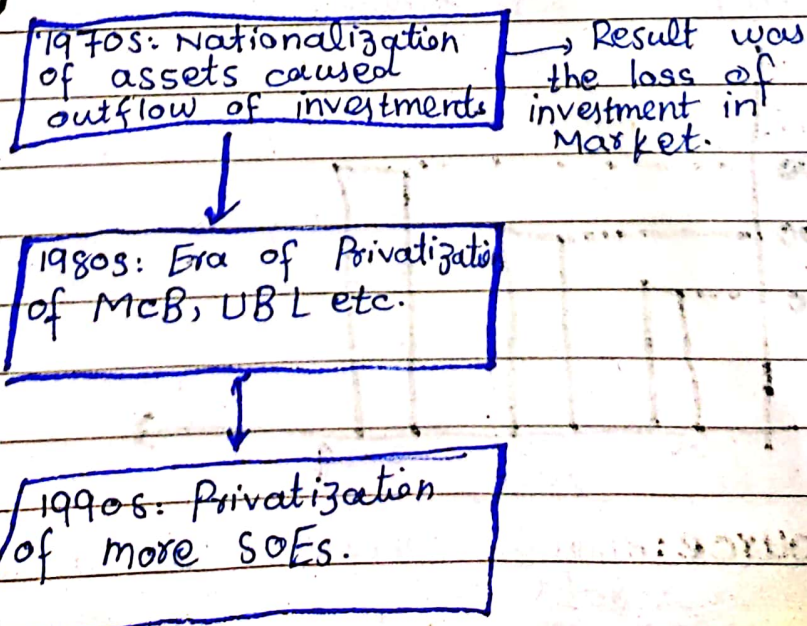 1970s: Nationalization
of assets caused
outflow of investments
→ Result was
the loss of
investment in
Market.
1980s: Era of Privatizatio
of MCB, UBL etc.
1990s: Privatization
of more SOEs.